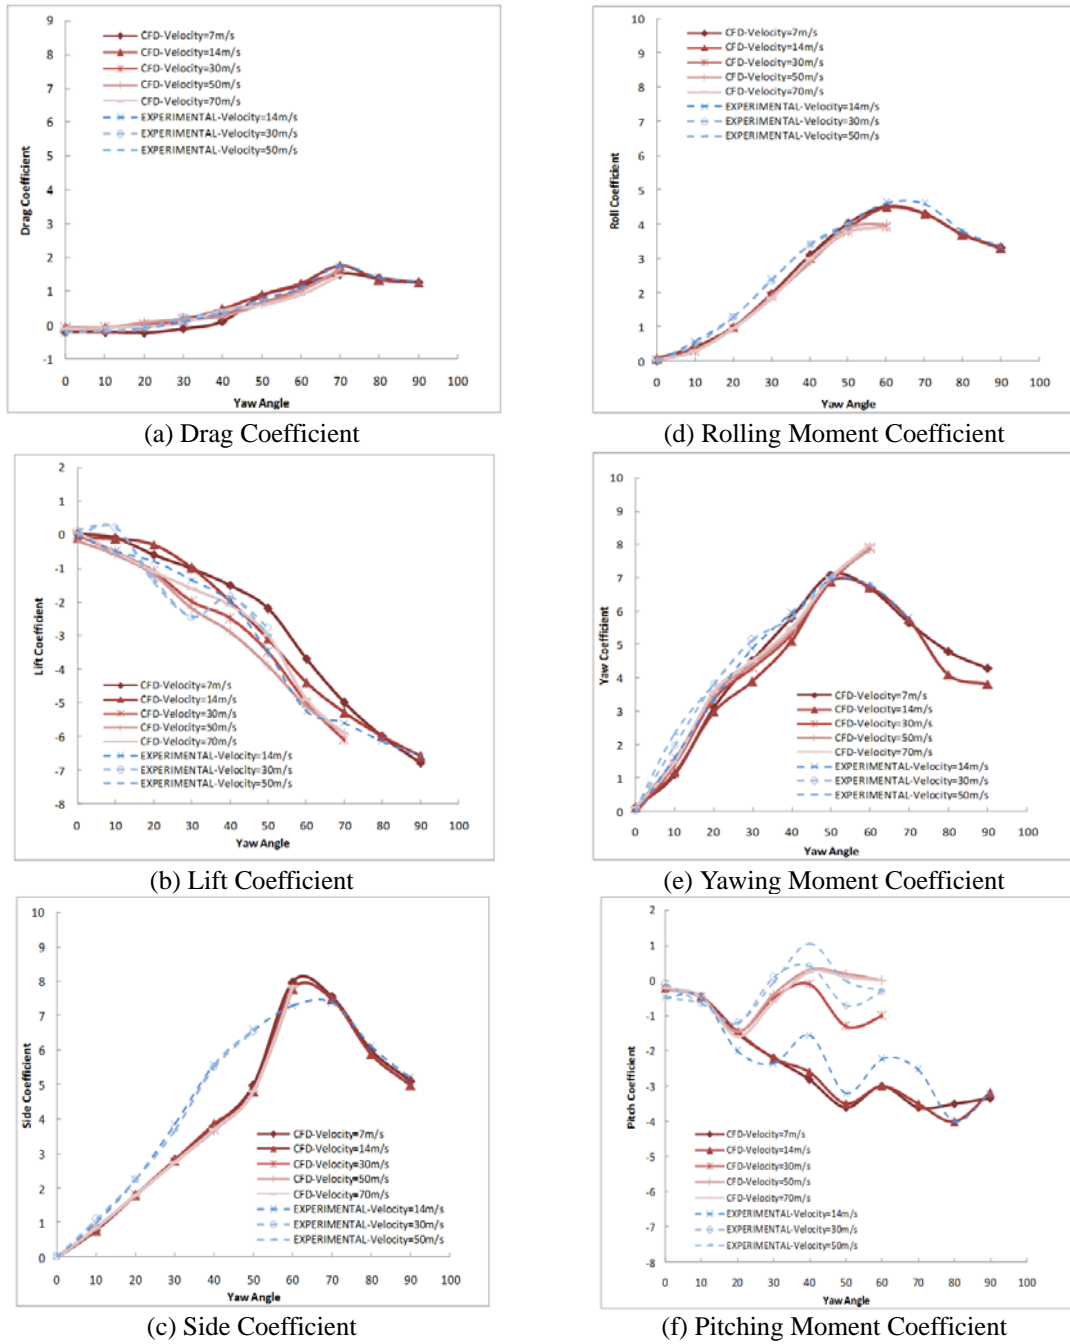 9
8
7
6
5
4
3
2
1
0
-1
Drag Coefficient
CFD-Velocity=7m/s
CFD-Velocity=14m/s
CFD-Velocity=30m/s
CFD-Velocity=50m/s
CFD-Velocity=70m/s
EXPERIMENTAL-Velocity=14m/s
EXPERIMENTAL-Velocity=30m/s
EXPERIMENTAL-Velocity=50m/s
0 10 20 30 40 50 60 70 80 90 100
Yaw Angle
(a) Drag Coefficient
10
9
8
7
6
5
4
3
2
1
0
Roll Coefficient
CFD-Velocity=7m/s
CFD-Velocity=14m/s
CFD-Velocity=30m/s
CFD-Velocity=50m/s
CFD-Velocity=70m/s
EXPERIMENTAL-Velocity=14m/s
EXPERIMENTAL-Velocity=30m/s
EXPERIMENTAL-Velocity=50m/s
0 10 20 30 40 50 60 70 80 90 100
Yaw Angle
(d) Rolling Moment Coefficient
2
1
0
-1
-2
-3
-4
-5
-6
-7
-8
Lift Coefficient
CFD-Velocity=7m/s
CFD-Velocity=14m/s
CFD-Velocity=30m/s
CFD-Velocity=50m/s
CFD-Velocity=70m/s
EXPERIMENTAL-Velocity=14m/s
EXPERIMENTAL-Velocity=30m/s
EXPERIMENTAL-Velocity=50m/s
0 10 20 30 40 50 60 70 80 90 100
Yaw Angle
(b) Lift Coefficient
10
9
8
7
6
5
4
3
2
1
0
Yaw Coefficient
CFD-Velocity=7m/s
CFD-Velocity=14m/s
CFD-Velocity=30m/s
CFD-Velocity=50m/s
CFD-Velocity=70m/s
EXPERIMENTAL-Velocity=14m/s
EXPERIMENTAL-Velocity=30m/s
EXPERIMENTAL-Velocity=50m/s
0 10 20 30 40 50 60 70 80 90 100
Yaw Angle
(e) Yawing Moment Coefficient
10
9
8
7
6
5
4
3
2
1
0
Side Coefficient
CFD-Velocity=7m/s
CFD-Velocity=14m/s
CFD-Velocity=30m/s
CFD-Velocity=50m/s
CFD-Velocity=70m/s
EXPERIMENTAL-Velocity=14m/s
EXPERIMENTAL-Velocity=30m/s
EXPERIMENTAL-Velocity=50m/s
0 10 20 30 40 50 60 70 80 90 100
Yaw Angle
(c) Side Coefficient
2
1
0
-1
-2
-3
-4
-5
-6
-7
-8
Pitch Coefficient
CFD-Velocity=7m/s
CFD-Velocity=14m/s
CFD-Velocity=30m/s
CFD-Velocity=50m/s
CFD-Velocity=70m/s
EXPERIMENTAL-Velocity=14m/s
EXPERIMENTAL-Velocity=30m/s
EXPERIMENTAL-Velocity=50m/s
0 10 20 30 40 50 60 70 80 90 100
Yaw Angle
(f) Pitching Moment Coefficient